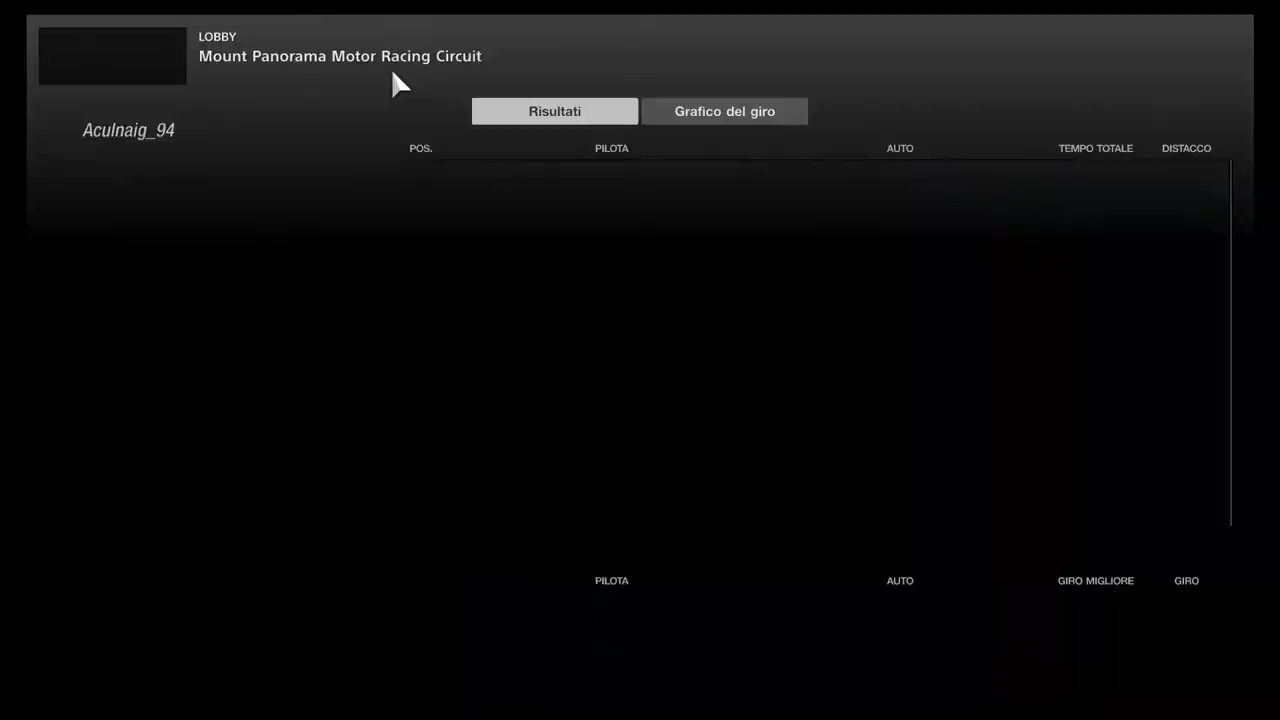 LOBBY
Mount Panorama Motor Racing Circuit
Risultati Grafico del giro
Aculnaig_94
POS. PILOTA AUTO TEMPO TOTALE DISTACCO
PILOTA AUTO GIRO MIGLIORE GIRO